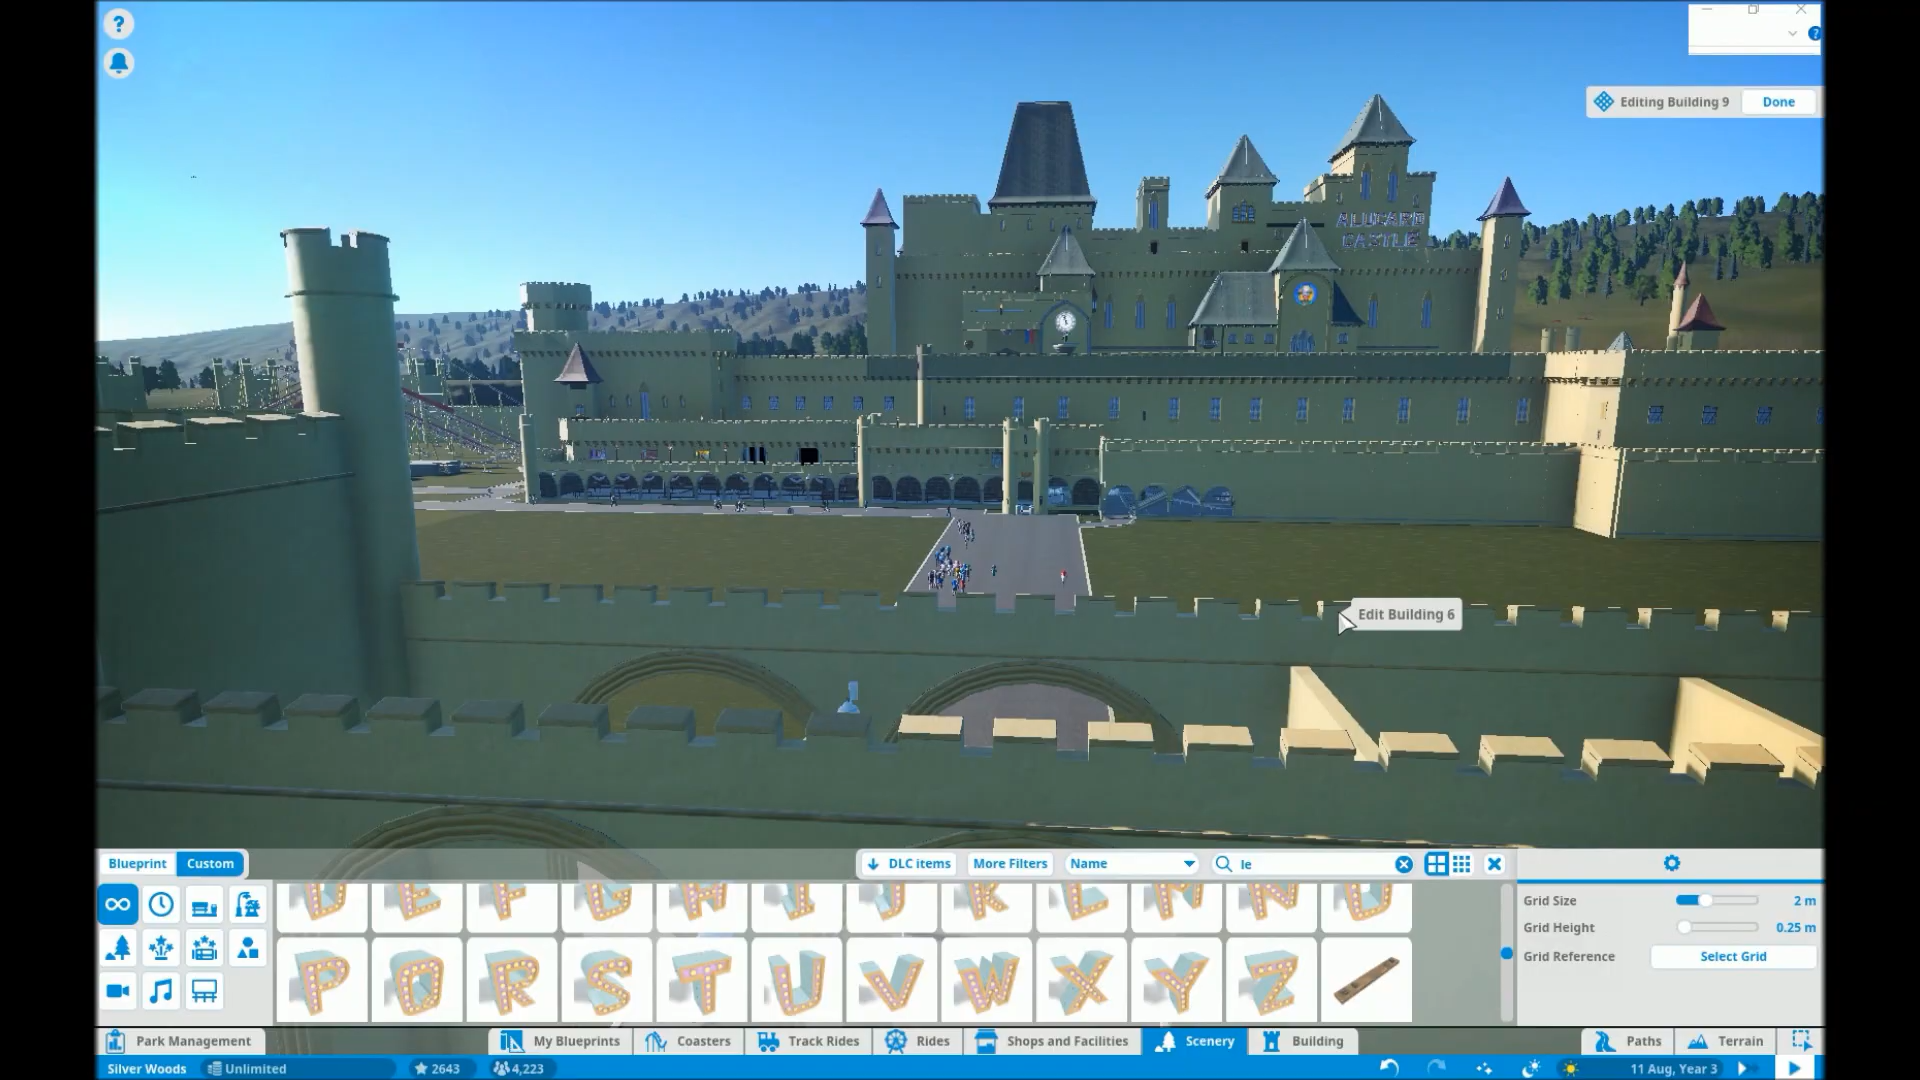 ?
?
Editing Building 9 Done
ALUCARD
CASTLE
Edit Building 6
Blueprint Custom
DLC items More Filters Name le
Grid Size 2 m
Grid Height 0.25 m
Grid Reference Select Grid
D E F G H I J K L M N O
P Q R S T U V W X Y Z
Park Management My Blueprints Coasters Track Rides Rides Shops and Facilities Scenery Building Paths Terrain
Silver Woods Unlimited 2643 4,223 11 Aug, Year 3